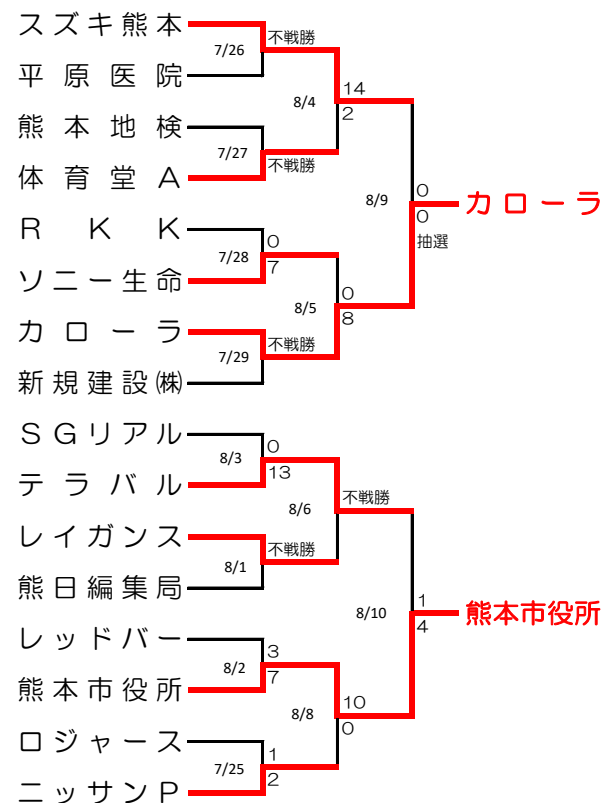 スズキ熊本
不戦勝
7/26
平原医院
14
8/4
2
熊本地検
7/27
不戦勝
体育堂A
8/9
0
カローラ
0
抽選
RKK
0
7/28
7
ソニー生命
0
8/5
8
カローラ
不戦勝
7/29
新規建設㈱
SGリアル
0
8/3
13
テラバル
不戦勝
8/6
レイガンス
不戦勝
8/1
熊日編集局
1
8/10
熊本市役所
4
レッドバー
3
8/2
7
熊本市役所
10
8/8
0
ロジャース
1
7/25
2
ニッサンP